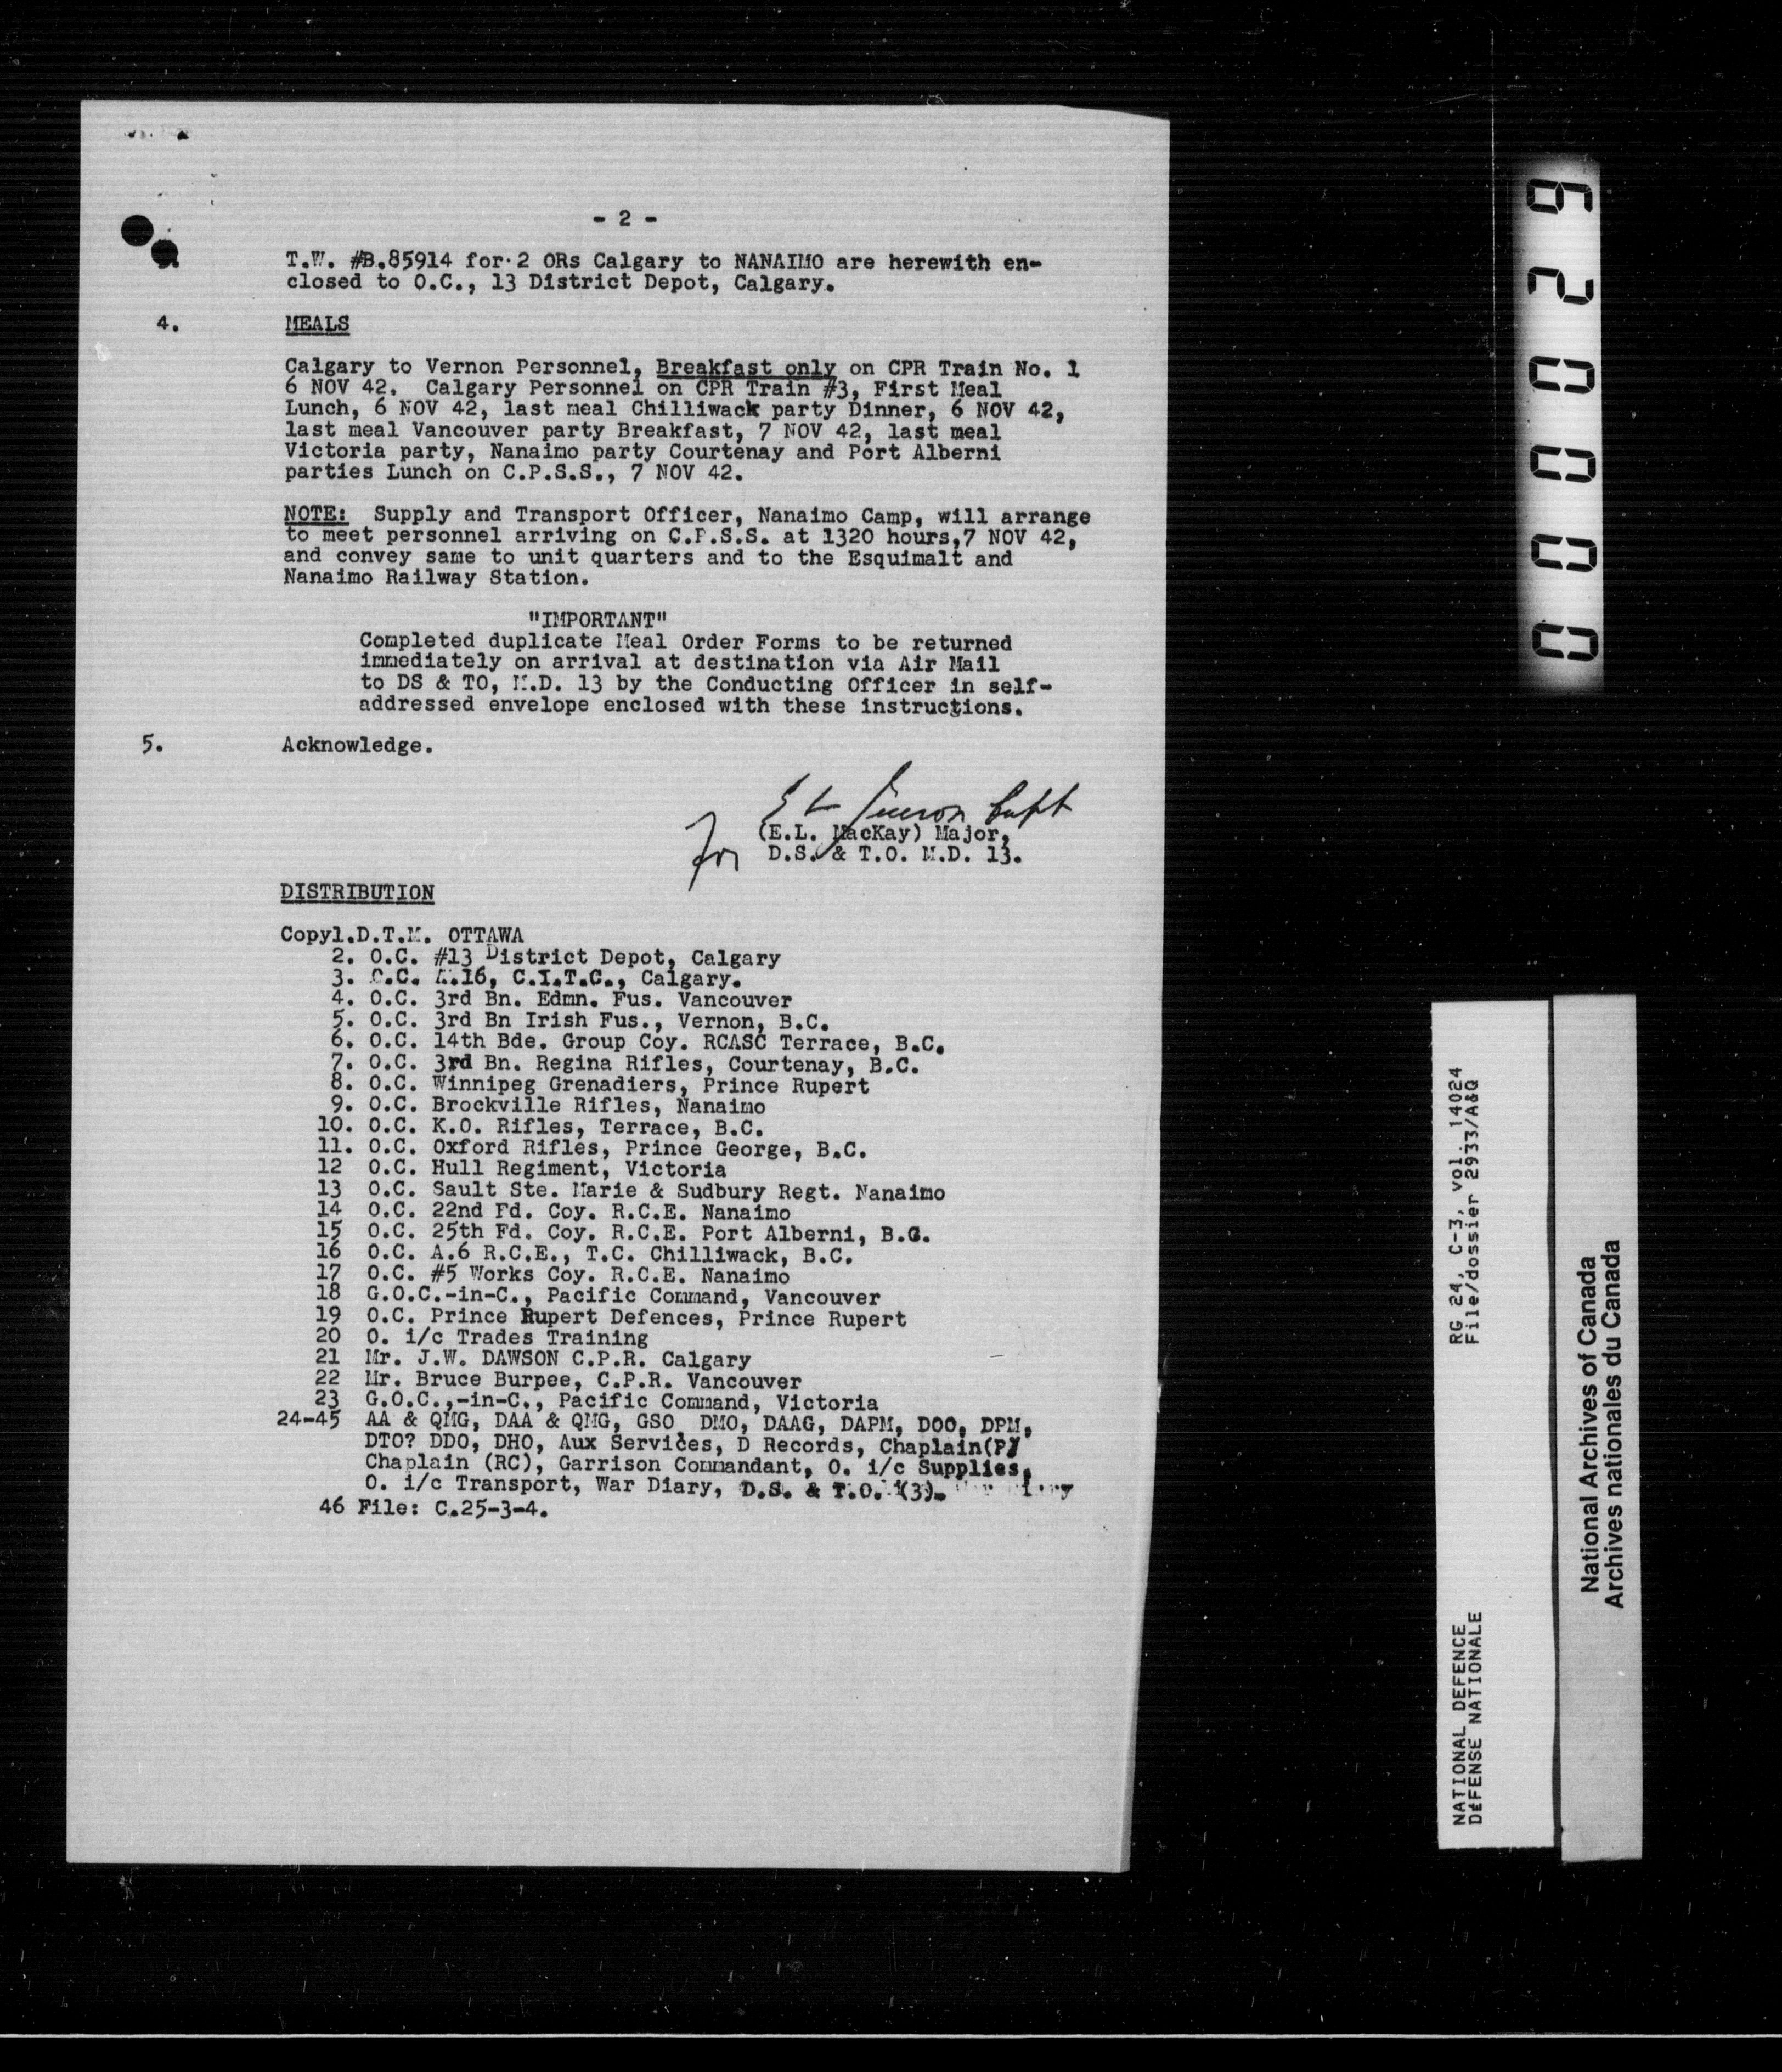 - 2 -
T.W. #B.85914 for 2 ORs Calgary to NANAIMO are herewith en-
closed to O.C., 13 District Depot, Calgary.
4. MEALS
Calgary to Vernon Personnel, Breakfast only on CPR Train No. 1
6 NOV 42. Calgary Personnel on CPR Train #3, First Meal
Lunch, 6 NOV 42, last meal Chilliwack party Dinner, 6 NOV 42,
last meal Vancouver party Breakfast, 7 NOV 42, last meal
Victoria party, Nanaimo party Courtenay and Port Alberni
parties Lunch on C.P.S.S., 7 NOV 42.
NOTE: Supply and Transport Officer, Nanaimo Camp, will arrange
to meet personnel arriving on C.P.S.S. at 1320 hours,7 NOV 42,
and convey same to unit quarters and to the Esquimalt and
Nanaimo Railway Station.
"IMPORTANT"
Completed duplicate Meal Order Forms to be returned
immediately on arrival at destination via Air Mail
to DS & TO, M.D. 13 by the Conducting Officer in self-
addressed envelope enclosed with these instructions.
5. Acknowledge.
Capt
(E.L. MacKay) Major,
For D.S. & T.O. M.D. 13.
DISTRIBUTION
Copy1.D.T.M. OTTAWA
2. O.C. #13 District Depot, Calgary
3. O.C. A.16, C.I.T.C., Calgary.
4. O.C. 3rd Bn. Edmn. Fus. Vancouver
5. O.C. 3rd Bn Irish Fus., Vernon, B.C.
6. O.C. 14th Bde. Group Coy. RCASC Terrace, B.C.
7. O.C. 3rd Bn. Regina Rifles, Courtenay, B.C.
8. O.C. Winnipeg Grenadiers, Prince Rupert
9. O.C. Brockville Rifles, Nanaimo
10. O.C. K.O. Rifles, Terrace, B.C.
11. O.C. Oxford Rifles, Prince George, B.C.
12 O.C. Hull Regiment, Victoria
13 O.C. Sault Ste. Marie & Sudbury Regt. Nanaimo
14 O.C. 22nd Fd. Coy. R.C.E. Nanaimo
15 O.C. 25th Fd. Coy. R.C.E. Port Alberni, B.C.
16 O.C. A.6 R.C.E., T.C. Chilliwack, B.C.
17 O.C. #5 Works Coy. R.C.E. Nanaimo
18 G.O.C.-in-C., Pacific Command, Vancouver
19 O.C. Prince Rupert Defences, Prince Rupert
20 O. i/c Trades Training
21 Mr. J.W. DAWSON C.P.R. Calgary
22 Mr. Bruce Burpee, C.P.R. Vancouver
23 G.O.C.,-in-C., Pacific Command, Victoria
24-45 AA & QMG, DAA & QMG, GSO, DMO, DAAG, DAPM, DOO, DPM,
DTO? DDO, DHO, Aux Services, D Records, Chaplain(P)
Chaplain (RC), Garrison Commandant, O. i/c Supplies,
O. i/c Transport, War Diary, D.S. & T.O. (3).
46 File: C.25-3-4.
000029
RG 24, C-3, vol. 14024
File/dossier 2933/A&Q
NATIONAL DEFENCE
DÉFENSE NATIONALE
National Archives of Canada
Archives nationales du Canada